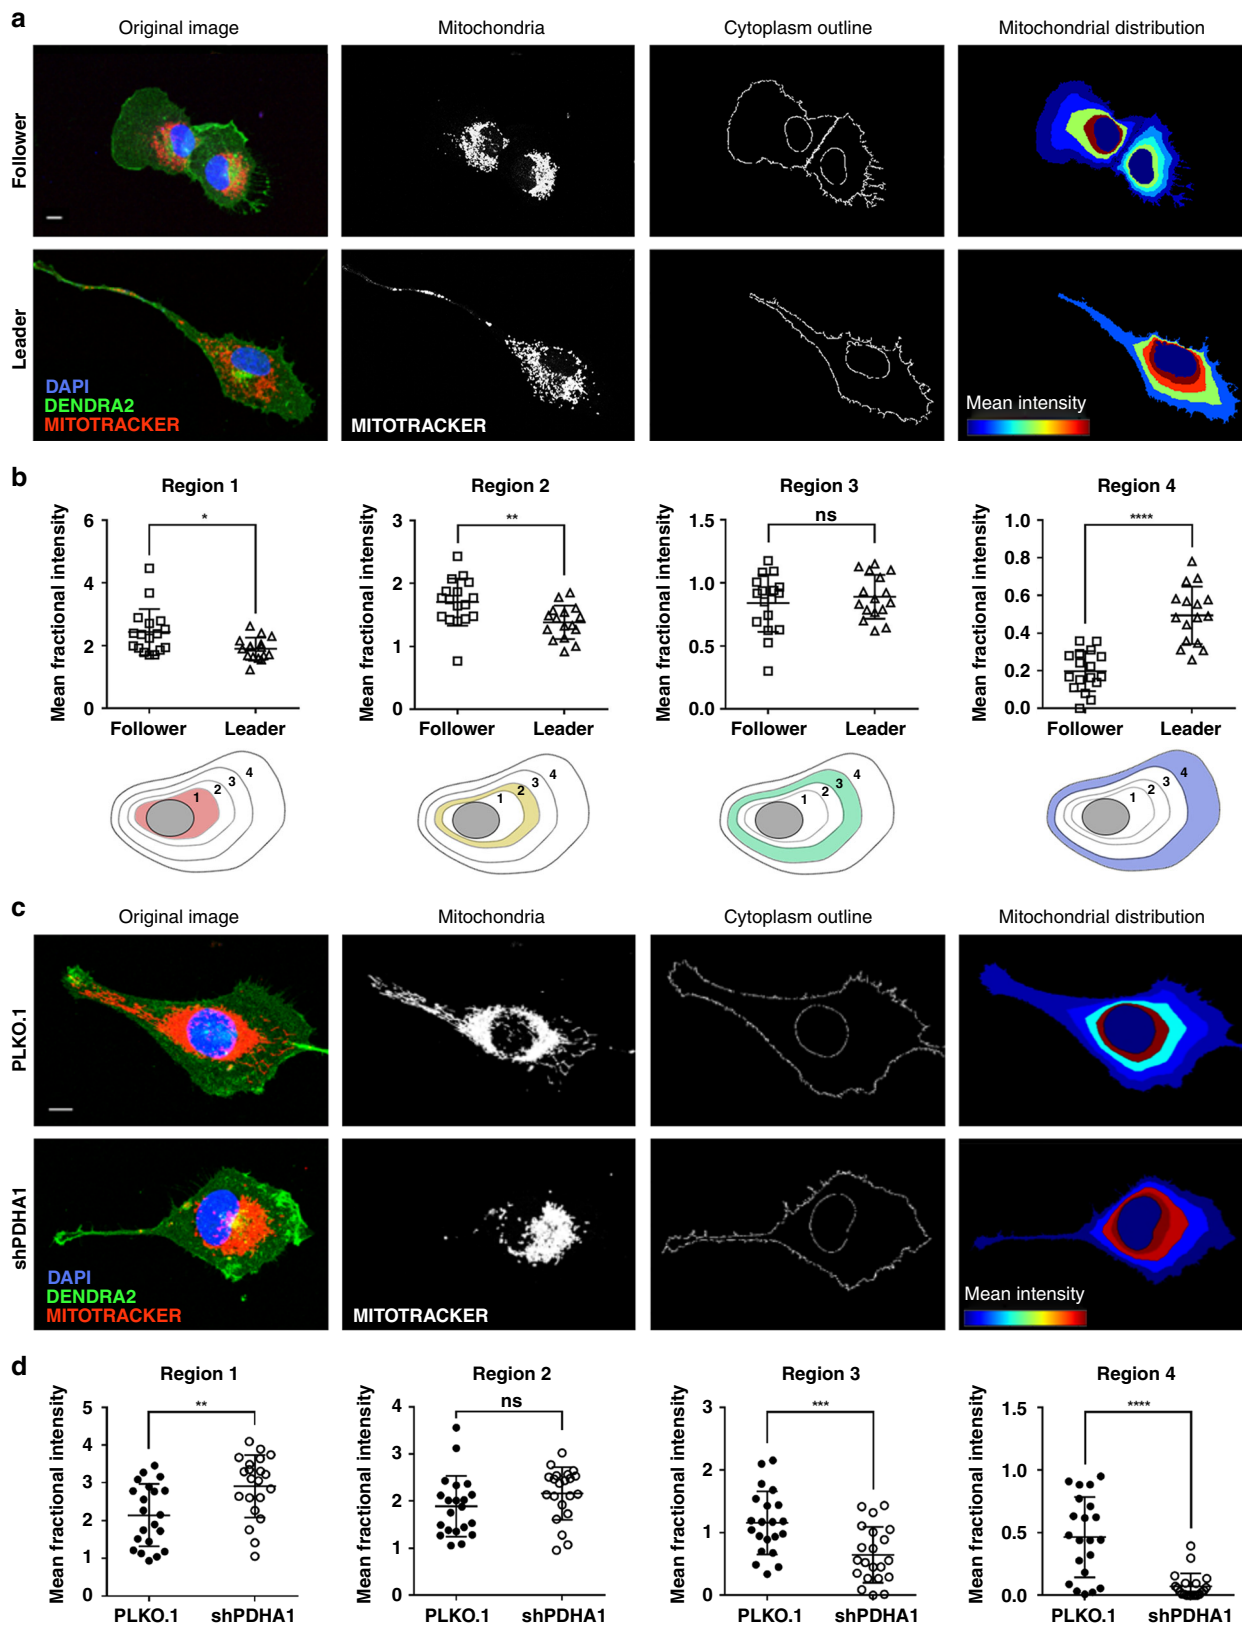 a
Original image
Mitochondria
Cytoplasm outline
Mitochondrial distribution
Follower
Leader
DAPI
DENDRA2
MITOTRACKER
MITOTRACKER
Mean intensity
b
Region 1
Region 2
Region 3
Region 4
Mean fractional intensity
6
4
2
0
*
Follower
Leader
Mean fractional intensity
3
2
1
0
**
Follower
Leader
Mean fractional intensity
1.5
1.0
0.5
0.0
ns
Follower
Leader
Mean fractional intensity
1.0
0.8
0.6
0.4
0.2
0.0
****
Follower
Leader
1 2 3 4
1 2 3 4
1 2 3 4
1 2 3 4
c
Original image
Mitochondria
Cytoplasm outline
Mitochondrial distribution
PLKO.1
shPDHA1
DAPI
DENDRA2
MITOTRACKER
MITOTRACKER
Mean intensity
d
Region 1
Region 2
Region 3
Region 4
Mean fractional intensity
5
4
3
2
1
0
**
PLKO.1
shPDHA1
Mean fractional intensity
4
3
2
1
0
ns
PLKO.1
shPDHA1
Mean fractional intensity
3
2
1
0
***
PLKO.1
shPDHA1
Mean fractional intensity
1.5
1.0
0.5
0.0
****
PLKO.1
shPDHA1